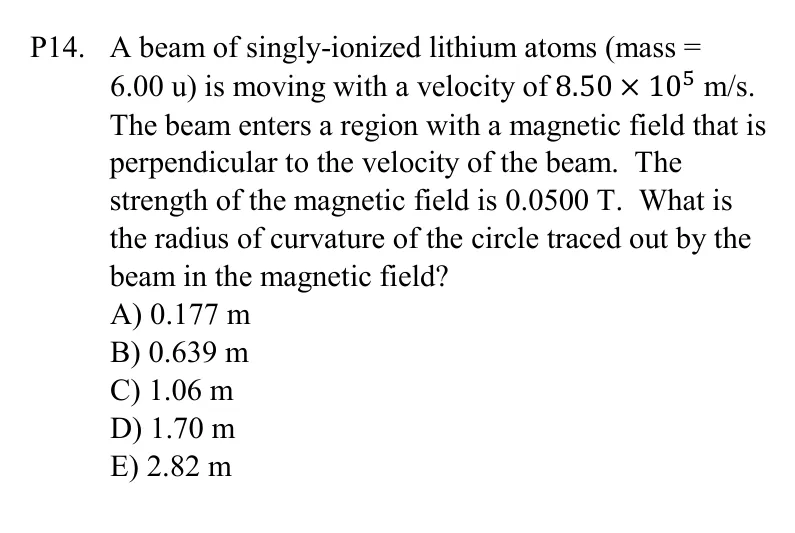 P14. A beam of singly-ionized lithium atoms (mass =
6.00 u) is moving with a velocity of 8.50 × 10⁵ m/s.
The beam enters a region with a magnetic field that is
perpendicular to the velocity of the beam. The
strength of the magnetic field is 0.0500 T. What is
the radius of curvature of the circle traced out by the
beam in the magnetic field?
A) 0.177 m
B) 0.639 m
C) 1.06 m
D) 1.70 m
E) 2.82 m